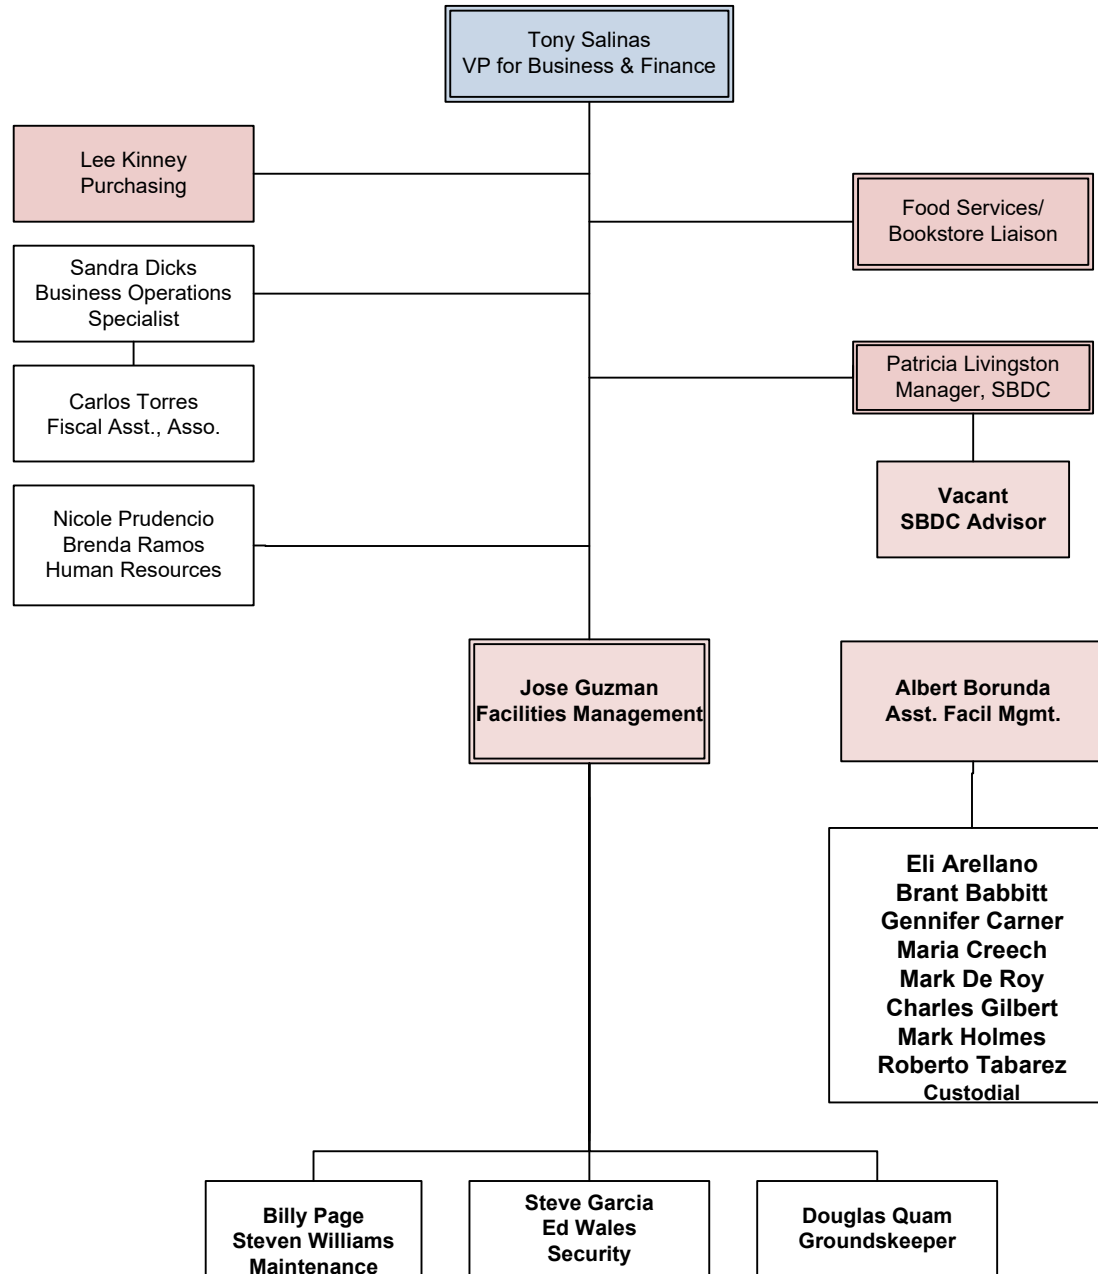 Tony Salinas
VP for Business & Finance
Lee Kinney
Purchasing
Food Services/
Bookstore Liaison
Sandra Dicks
Business Operations
Specialist
Patricia Livingston
Manager, SBDC
Carlos Torres
Fiscal Asst., Asso.
Vacant
SBDC Advisor
Nicole Prudencio
Brenda Ramos
Human Resources
Jose Guzman
Facilities Management
Albert Borunda
Asst. Facil Mgmt.
Eli Arellano
Brant Babbitt
Gennifer Carner
Maria Creech
Mark De Roy
Charles Gilbert
Mark Holmes
Roberto Tabarez
Custodial
Billy Page
Steven Williams
Maintenance
Steve Garcia
Ed Wales
Security
Douglas Quam
Groundskeeper